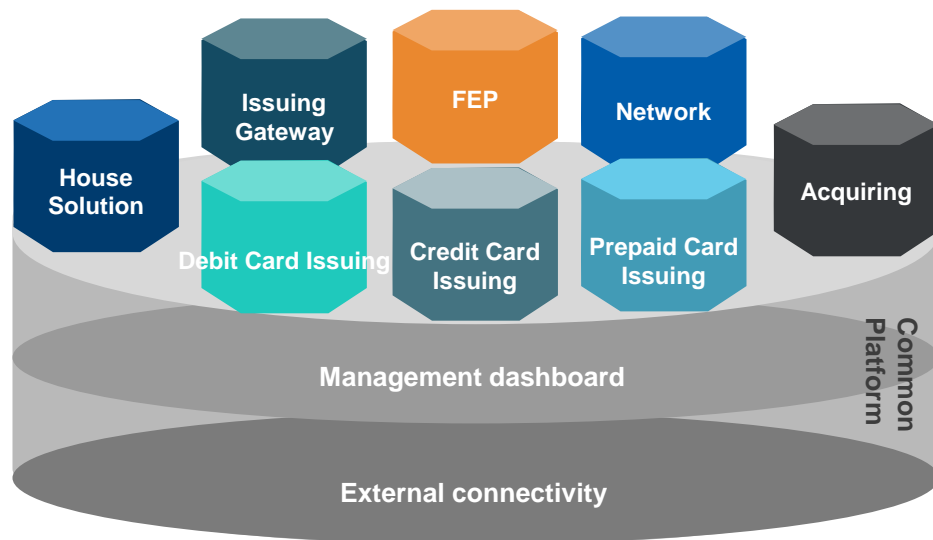 Issuing
Gateway
FEP
Network
House
Solution
Acquiring
Debit Card Issuing
Credit Card
Issuing
Prepaid Card
Issuing
Common
Platform
Management dashboard
External connectivity